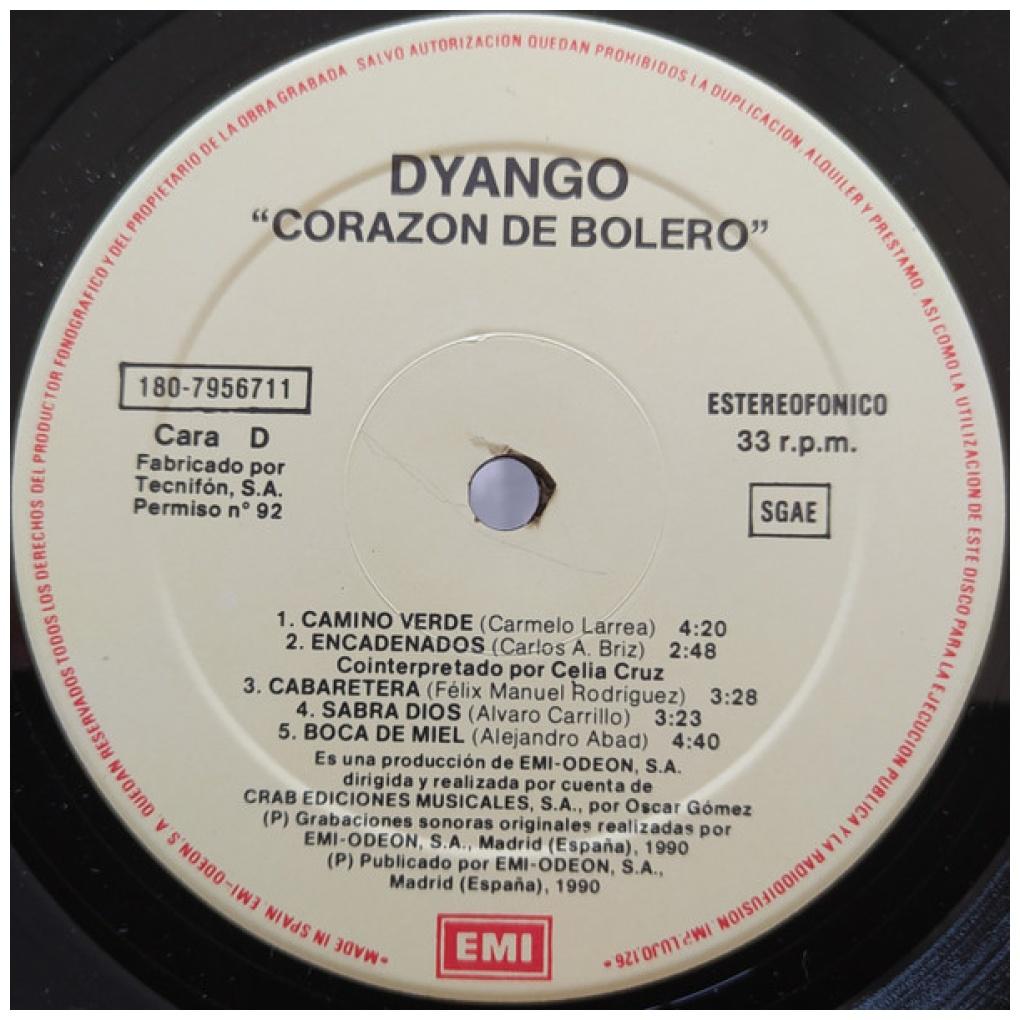 DYANGO
“CORAZON DE BOLERO”
180-7956711
Cara D
Fabricado por
Tecnifón, S.A.
Permiso nº 92
ESTEREOFONICO
33 r.p.m.
SGAE
1. CAMINO VERDE (Carmelo Larrea) 4:20
2. ENCADENADOS (Carlos A. Briz) 2:48
Cointerpretado por Celia Cruz
3. CABARETERA (Félix Manuel Rodríguez) 3:28
4. SABRA DIOS (Alvaro Carrillo) 3:23
5. BOCA DE MIEL (Alejandro Abad) 4:40
Es una producción de EMI-ODEON, S.A.
dirigida y realizada por cuenta de
CRAB EDICIONES MUSICALES, S.A., por Oscar Gómez
(P) Grabaciones sonoras originales realizadas por
EMI-ODEON, S.A., Madrid (España), 1990
(P) Publicado por EMI-ODEON, S.A.,
Madrid (España), 1990
EMI
*MADE IN SPAIN. EMI-ODEON, S.A. QUEDAN RESERVADOS TODOS LOS DERECHOS DEL PRODUCTOR FONOGRAFICO Y DEL PROPIETARIO DE LA OBRA GRABADA SALVO AUTORIZACION QUEDAN PROHIBIDOS LA DUPLICACION, ALQUILER Y PRESTAMO, ASI COMO LA UTILIZACION DE ESTE DISCO PARA LA EJECUCION PUBLICA Y LA RADIODIFUSION. IMP. LUJO, 126 *